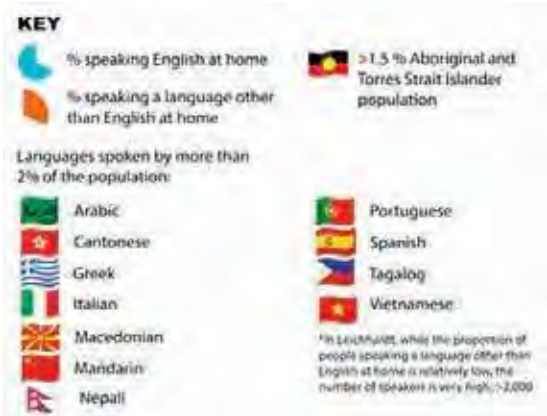 KEY
% speaking English at home
% speaking a language other
than English at home
>1.5 % Aboriginal and
Torres Strait Islander
population
Languages spoken by more than
2% of the population:
Arabic
Cantonese
Greek
Italian
Macedonian
Mandarin
Nepali
Portuguese
Spanish
Tagalog
Vietnamese
*In Leichhardt, while the proportion of
people speaking a language other than
English at home is relatively low, the
number of speakers is very high, >2,000